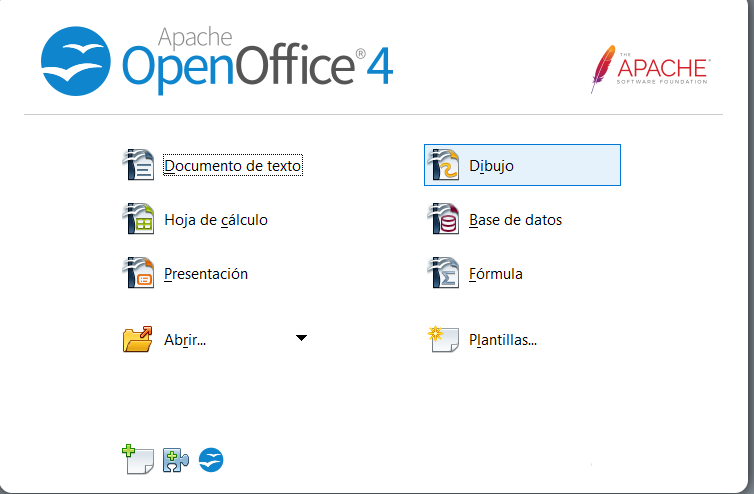 Apache
OpenOffice® 4
THE
APACHE®
SOFTWARE FOUNDATION
Documento de texto
Dibujo
Hoja de cálculo
Base de datos
Presentación
Fórmula
Abrir...
Plantillas...